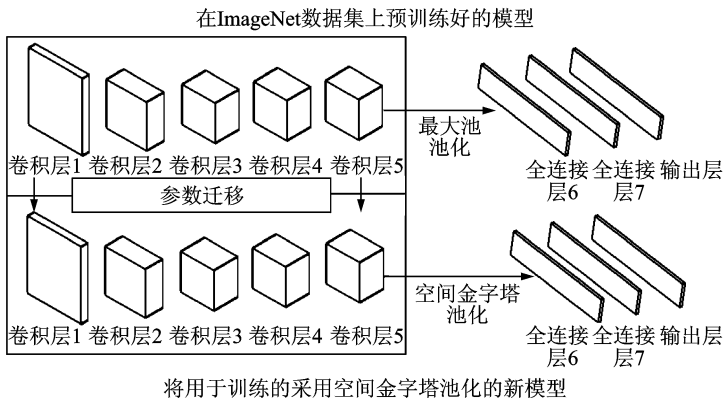 在ImageNet数据集上预训练好的模型
卷积层1 卷积层2 卷积层3 卷积层4 卷积层5
最大池
池化
全连接 全连接 输出层
层6 层7
参数迁移
卷积层1 卷积层2 卷积层3 卷积层4 卷积层5
空间金字塔
池化
全连接 全连接 输出层
层6 层7
将用于训练的采用空间金字塔池化的新模型